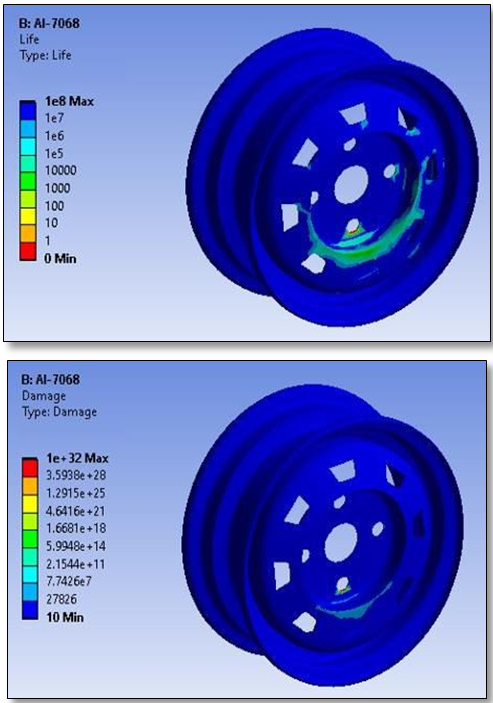 B: Al-7068
Life
Type: Life
1e8 Max
1e7
1e6
1e5
10000
1000
100
10
1
0 Min
B: Al-7068
Damage
Type: Damage
1e+32 Max
3.5938e+28
1.2915e+25
4.6416e+21
1.6681e+18
5.9948e+14
2.1544e+11
7.7426e7
27826
10 Min